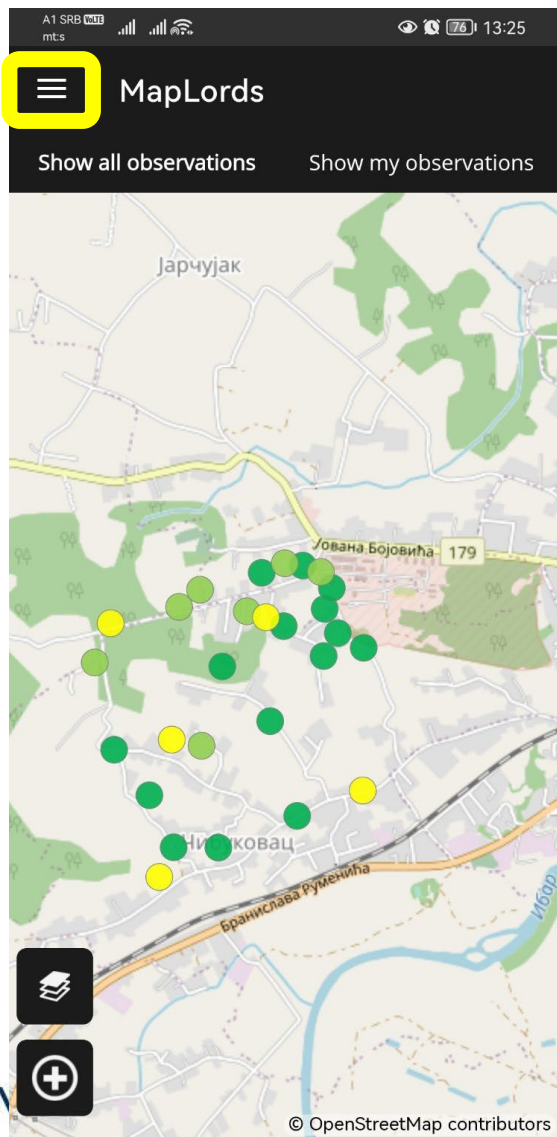 A1 SRB VoLTE
mt:s
76 13:25
MapLords
Show all observations Show my observations
Јарчујак
Јована Бојовића 179
Чибуковац
Бранислава Руменића
Ибар
© OpenStreetMap contributors